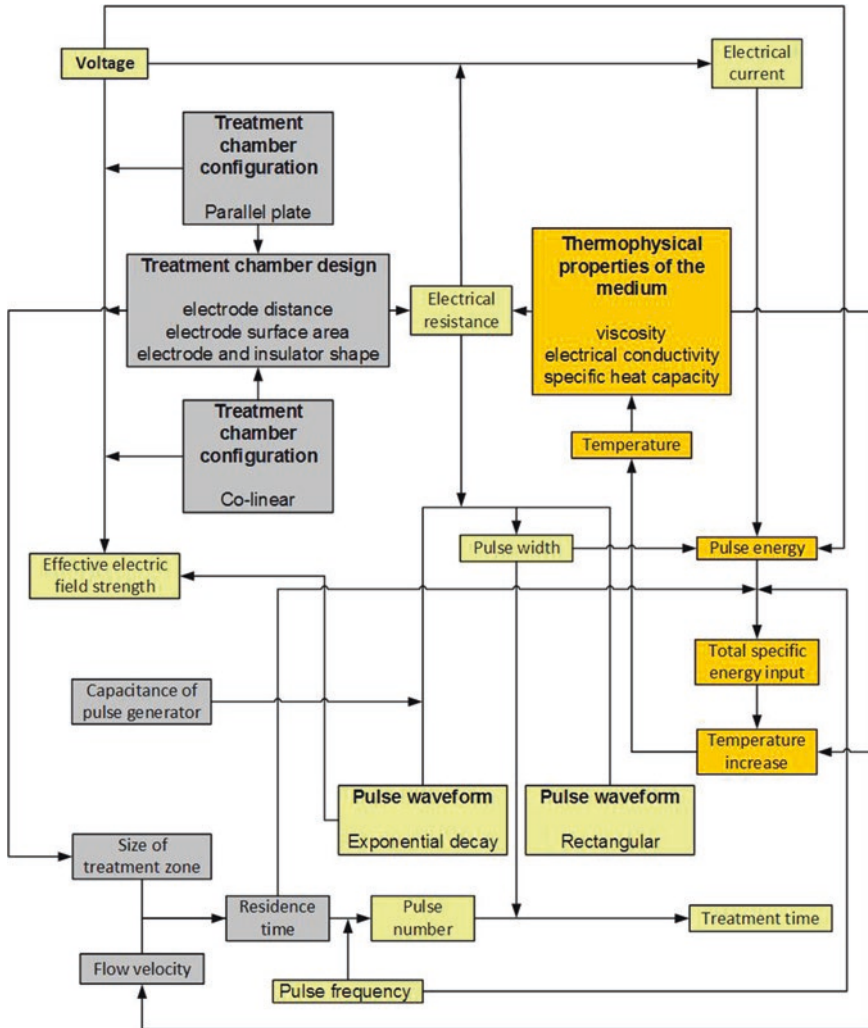 Voltage
Electrical
current
Treatment
chamber
configuration
Parallel plate
Treatment chamber design
electrode distance
electrode surface area
electrode and insulator shape
Electrical
resistance
Thermophysical
properties of the
medium
viscosity
electrical conductivity
specific heat capacity
Treatment
chamber
configuration
Co-linear
Temperature
Effective electric
field strength
Pulse width
Pulse energy
Total specific
energy input
Capacitance of
pulse generator
Temperature
increase
Pulse waveform
Exponential decay
Pulse waveform
Rectangular
Size of
treatment zone
Residence
time
Pulse
number
Treatment time
Flow velocity
Pulse frequency